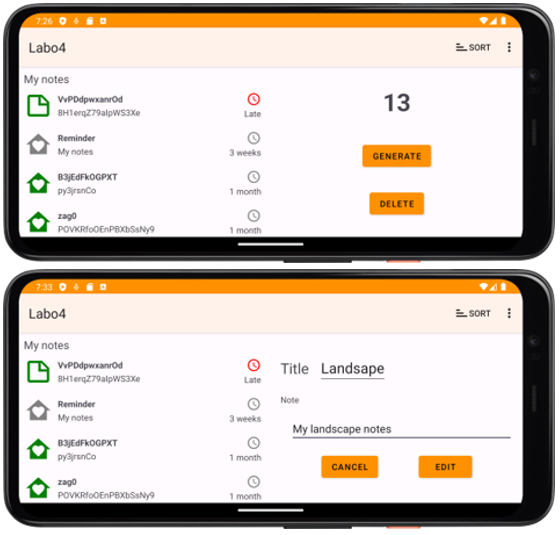 7:26
Labo4
SORT
My notes
VvPDdpwxanrOd
8H1erqZ79aIpWS3Xe
Late
13
Reminder
My notes
3 weeks
GENERATE
B3jEdFkOGPXT
py3jrsnCo
1 month
DELETE
zag0
POVKRfoOEnPBXbSsNy9
1 month
7:33
Labo4
SORT
My notes
VvPDdpwxanrOd
8H1erqZ79aIpWS3Xe
Late
Title Landsape
Reminder
My notes
3 weeks
Note
My landscape notes
B3jEdFkOGPXT
py3jrsnCo
1 month
CANCEL
EDIT
zag0
POVKRfoOEnPBXbSsNy9
1 month